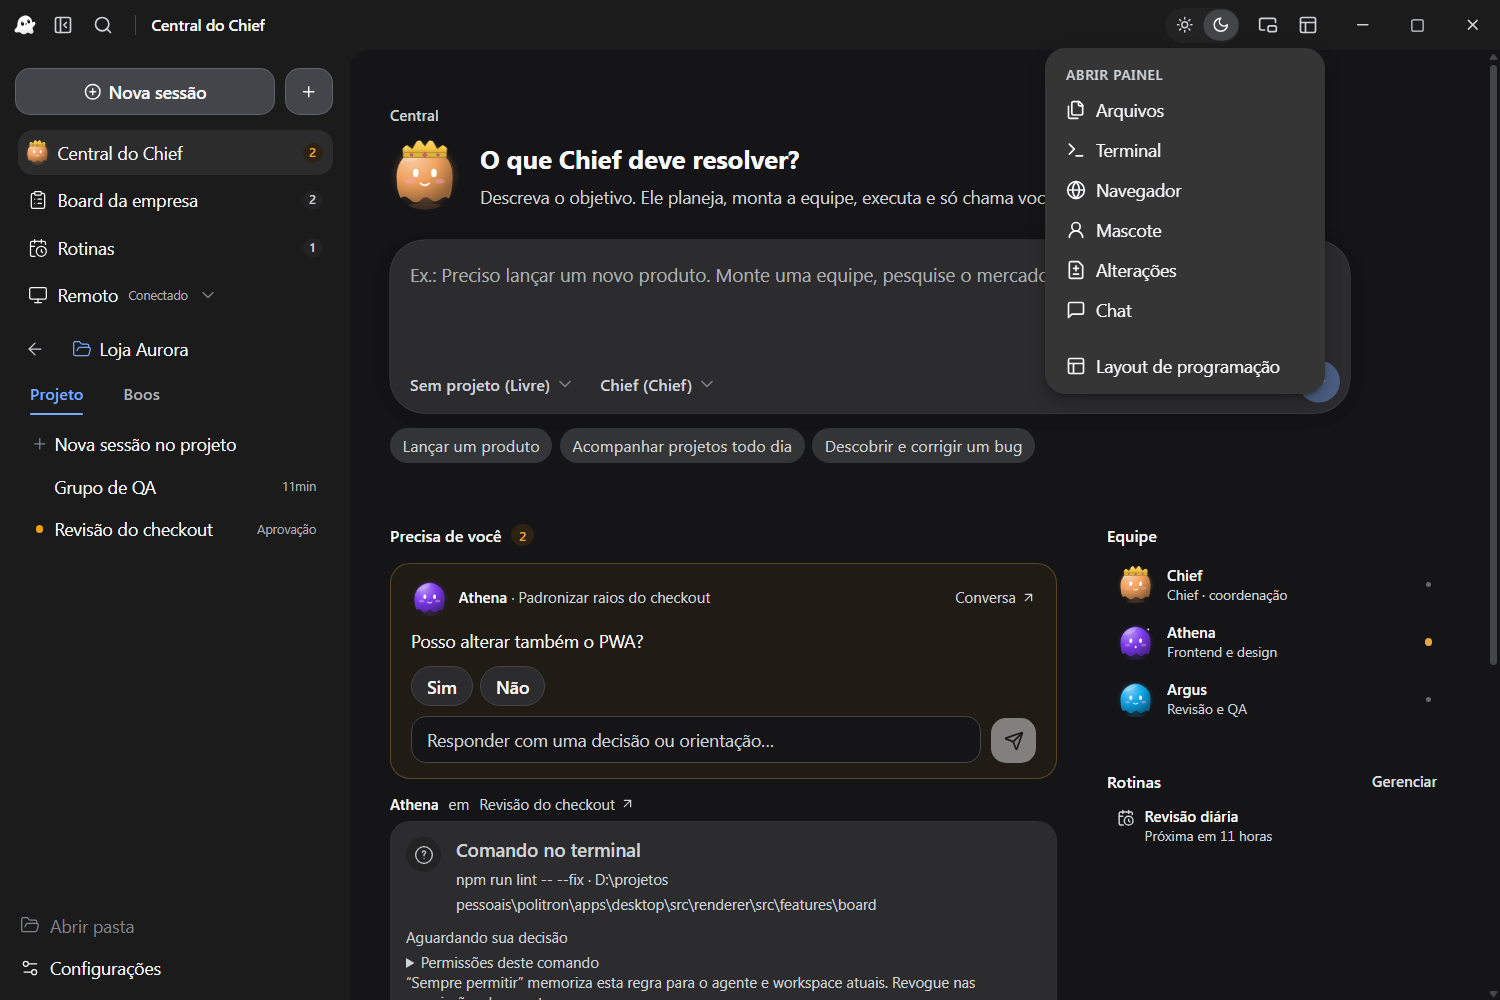 Central do Chief
Nova sessão
Central do Chief 2
Board da empresa 2
Rotinas 1
Remoto Conectado
Loja Aurora
Projeto Boos
Nova sessão no projeto
Grupo de QA 11min
Revisão do checkout Aprovação
Abrir pasta
Configurações
ABRIR PAINEL
Arquivos
Terminal
Navegador
Mascote
Alterações
Chat
Layout de programação
Central
O que Chief deve resolver?
Descreva o objetivo. Ele planeja, monta a equipe, executa e só chama voc
Ex.: Preciso lançar um novo produto. Monte uma equipe, pesquise o mercado
Sem projeto (Livre) Chief (Chief)
Lançar um produto Acompanhar projetos todo dia Descobrir e corrigir um bug
Precisa de você 2
Athena · Padronizar raios do checkout Conversa
Posso alterar também o PWA?
Sim Não
Responder com uma decisão ou orientação...
Athena em Revisão do checkout
Comando no terminal
npm run lint -- --fix · D:\projetos
pessoais\politron\apps\desktop\src\renderer\src\features\board
Aguardando sua decisão
Permissões deste comando
“Sempre permitir” memoriza esta regra para o agente e workspace atuais. Revogue nas
Equipe
Chief
Chief · coordenação
Athena
Frontend e design
Argus
Revisão e QA
Rotinas Gerenciar
Revisão diária
Próxima em 11 horas